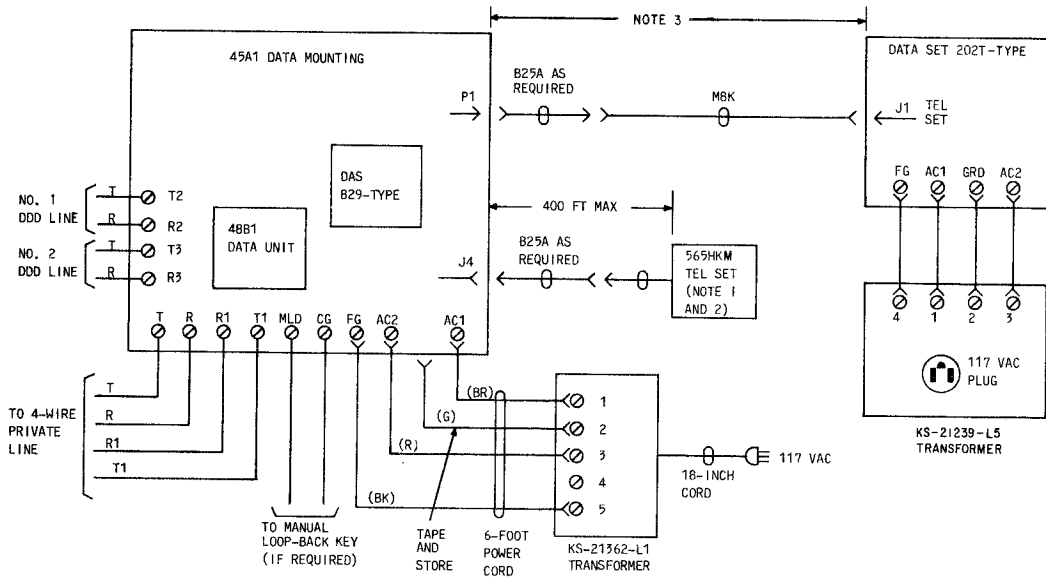 NOTE 3
45A1 DATA MOUNTING
DATA SET 202T-TYPE
P1
B25A AS
REQUIRED
M8K
J1 TEL
SET
DAS
829-TYPE
FG AC1 GRD AC2
NO. 1
DDD LINE
T
T2
R
R2
NO. 2
DDD LINE
T
T3
R
R3
48B1
DATA UNIT
400 FT MAX
J4
B25A AS
REQUIRED
565HKM
TEL SET
(NOTE 1
AND 2)
4 1 2 3
117 VAC
PLUG
KS-21239-L5
TRANSFORMER
T R R1 T1 MLD CG FG AC2 AC1
TO 4-WIRE
PRIVATE
LINE
T
R
R1
T1
(BR)
(G)
(R)
(BK)
1
2
3
4
5
18-INCH
CORD
117 VAC
TO MANUAL
LOOP-BACK KEY
(IF REQUIRED)
TAPE
AND
STORE
6-FOOT
POWER
CORD
KS-21362-L1
TRANSFORMER